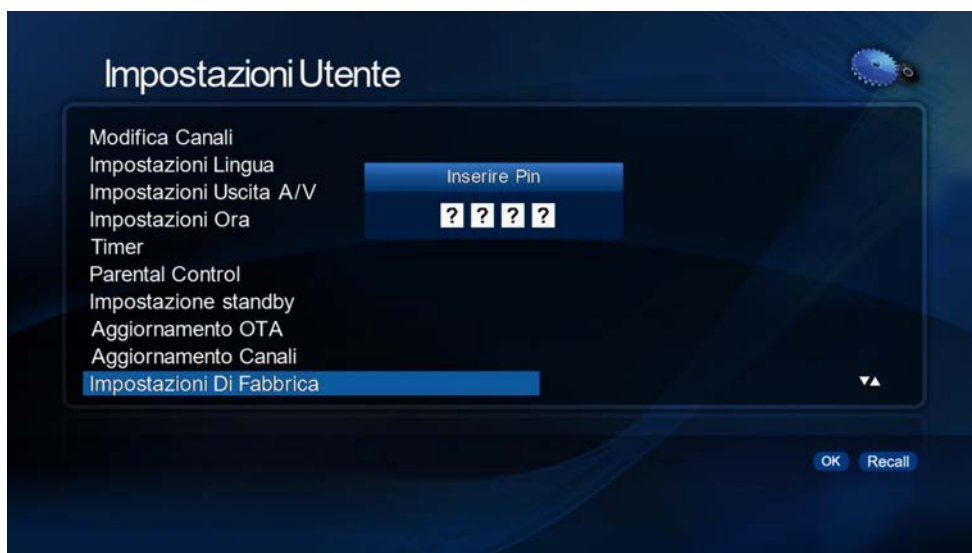 Impostazioni Utente
Modifica Canali
Impostazioni Lingua
Impostazioni Uscita A/V
Impostazioni Ora
Timer
Parental Control
Impostazione standby
Aggiornamento OTA
Aggiornamento Canali
Impostazioni Di Fabbrica
Inserire Pin
? ? ? ?
OK Recall